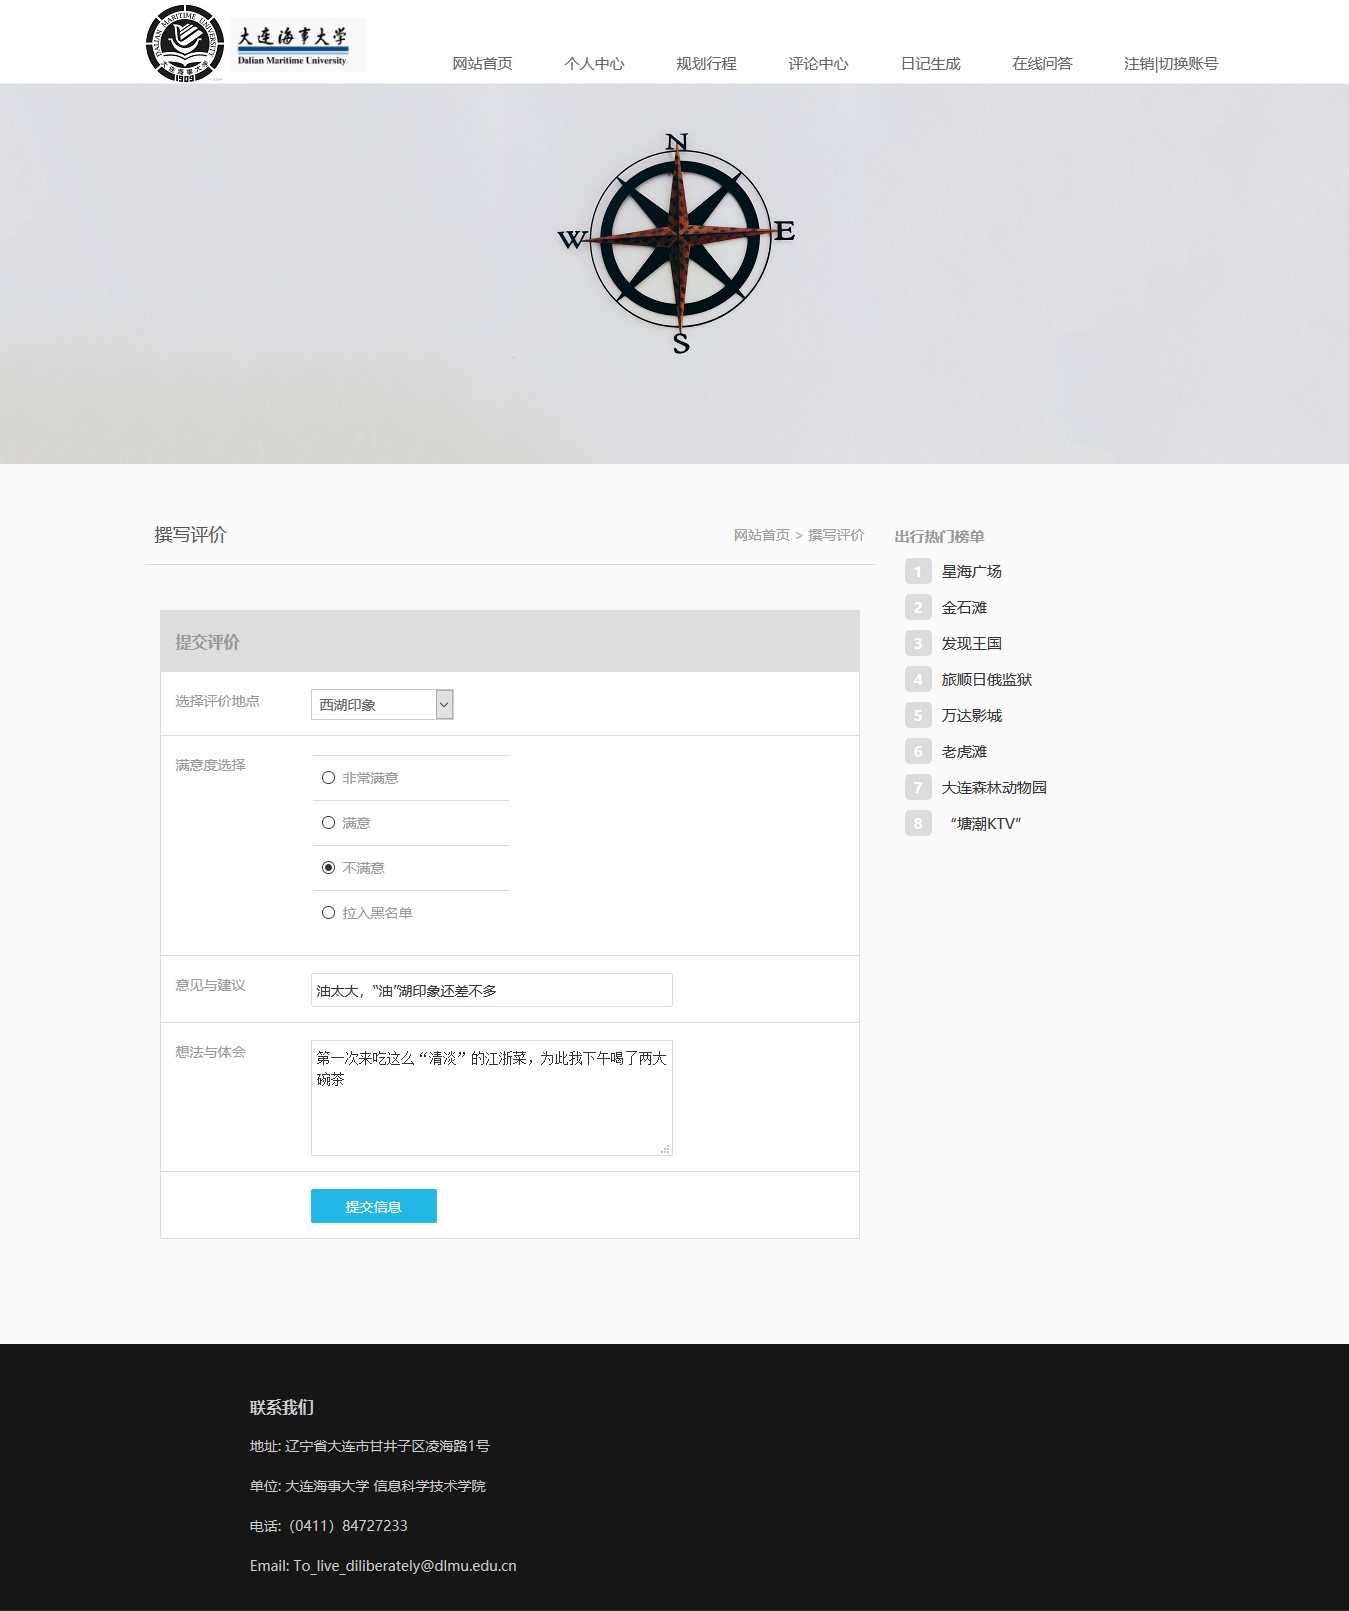 DALIAN MARITIME UNIVERSITY
大连海事大学
1909
大连海事大学
Dalian Maritime University
网站首页 个人中心 规划行程 评论中心 日记生成 在线问答 注销|切换账号
N
W E
S
撰写评价
网站首页 > 撰写评价
提交评价
选择评价地点 西湖印象
满意度选择
非常满意
满意
不满意
拉入黑名单
意见与建议 油太大，“油”湖印象还差不多
想法与体会 第一次来吃这么“清淡”的江浙菜，为此我下午喝了两大
碗茶
提交信息
出行热门榜单
1 星海广场
2 金石滩
3 发现王国
4 旅顺日俄监狱
5 万达影城
6 老虎滩
7 大连森林动物园
8 “塘潮KTV”
联系我们
地址: 辽宁省大连市甘井子区凌海路1号
单位: 大连海事大学 信息科学技术学院
电话:（0411）84727233
Email: To_live_diliberately@dlmu.edu.cn